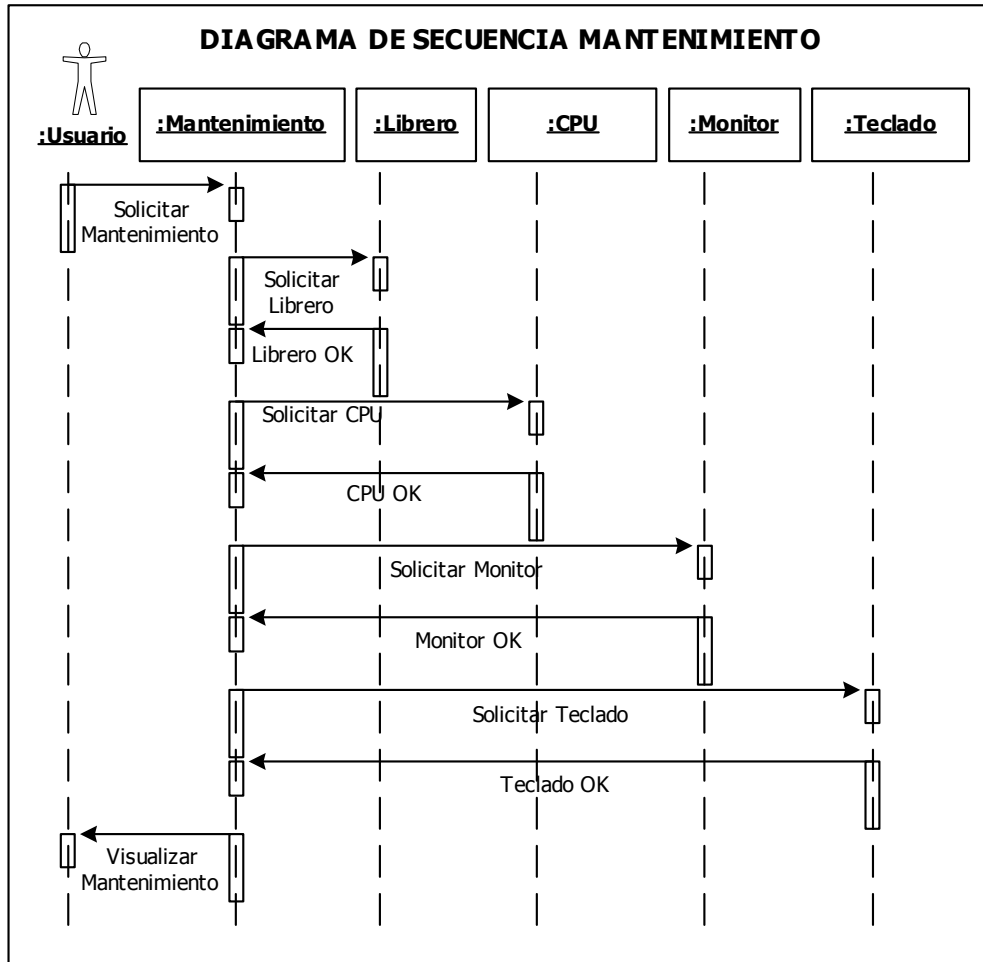 DIAGRAMA DE SECUENCIA MANTENIMIENTO
:Usuario
:Mantenimiento
:Librero
:CPU
:Monitor
:Teclado
Solicitar
Mantenimiento
Solicitar
Librero
Librero OK
Solicitar CPU
CPU OK
Solicitar Monitor
Monitor OK
Solicitar Teclado
Teclado OK
Visualizar
Mantenimiento